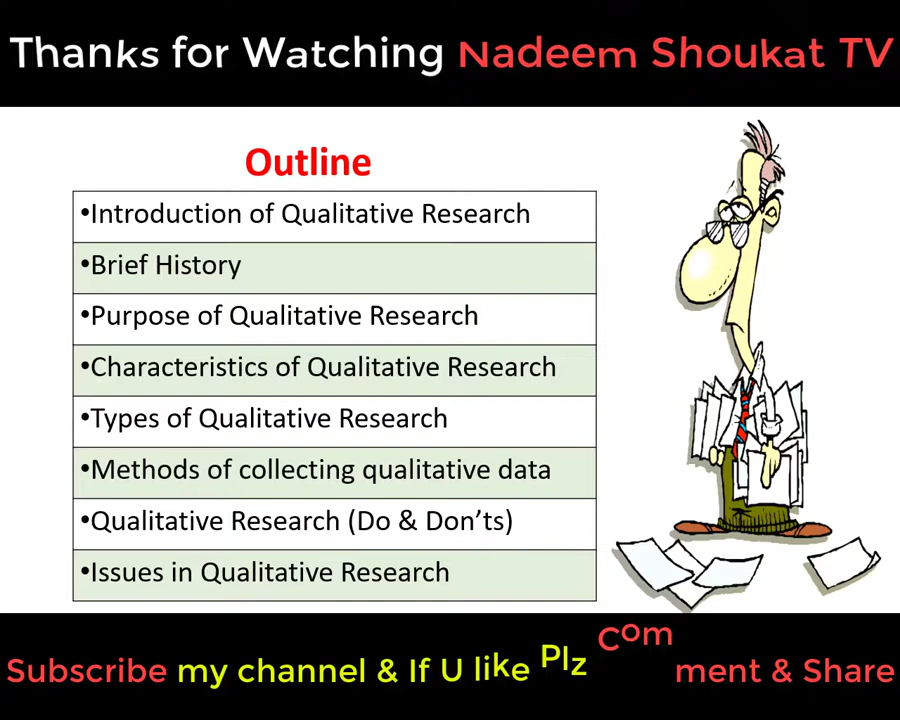 Thanks for Watching Nadeem Shoukat TV
Outline
•Introduction of Qualitative Research
•Brief History
•Purpose of Qualitative Research
•Characteristics of Qualitative Research
•Types of Qualitative Research
•Methods of collecting qualitative data
•Qualitative Research (Do & Don’ts)
•Issues in Qualitative Research
Subscribe my channel & If U like Plz Comment & Share